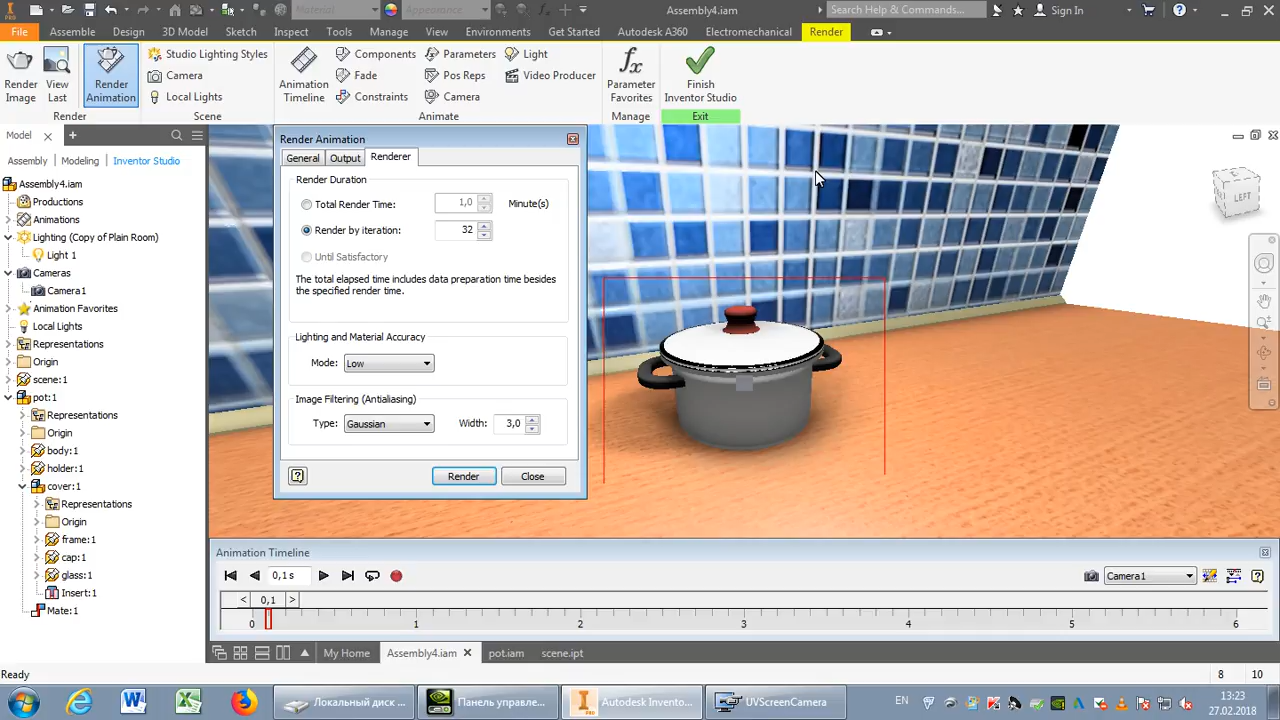 Material
Appearance
Assembly4.iam
Search Help & Commands...
Sign In
File
Assemble
Design
3D Model
Sketch
Inspect
Tools
Manage
View
Environments
Get Started
Autodesk A360
Electromechanical
Render
Render Image
View Last
Render Animation
Studio Lighting Styles
Camera
Local Lights
Animation Timeline
Components
Fade
Constraints
Parameters
Pos Reps
Camera
Light
Video Producer
Parameter Favorites
Finish Inventor Studio
Render
Scene
Animate
Manage
Exit
Model
Assembly
Modeling
Inventor Studio
Assembly4.iam
Productions
Animations
Lighting (Copy of Plain Room)
Light 1
Cameras
Camera1
Animation Favorites
Local Lights
Representations
Origin
scene:1
pot:1
Representations
Origin
body:1
holder:1
cover:1
Representations
Origin
frame:1
cap:1
glass:1
Insert:1
Mate:1
Render Animation
General
Output
Renderer
Render Duration
Total Render Time: 1,0 Minute(s)
Render by iteration: 32
Until Satisfactory
The total elapsed time includes data preparation time besides
the specified render time.
Lighting and Material Accuracy
Mode: Low
Image Filtering (Antialiasing)
Type: Gaussian Width: 3,0
Render
Close
LEFT
Animation Timeline
0,1 s
Camera1
< 0,1 >
0 1 2 3 4 5 6
My Home
Assembly4.iam
pot.iam
scene.ipt
Ready
8 10
Локальный диск ...
Панель управле...
Autodesk Invento...
UVScreenCamera
EN
13:23
27.02.2018